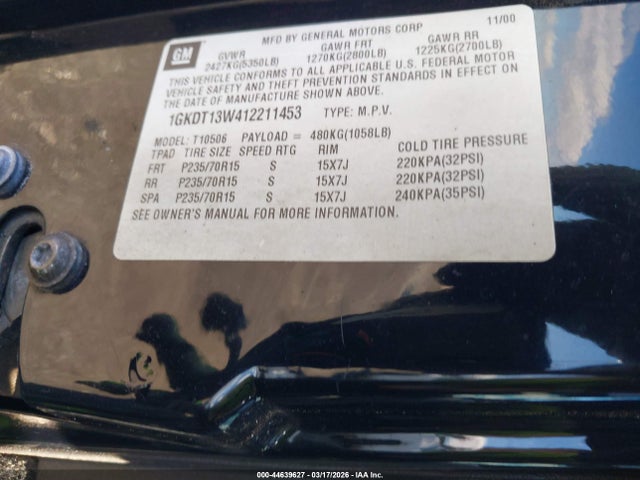 GM
MFD BY GENERAL MOTORS CORP 11/00
GVWR GAWR FRT GAWR RR
2427KG(5350LB) 1270KG(2800LB) 1225KG(2700LB)
THIS VEHICLE CONFORMS TO ALL APPLICABLE U.S. FEDERAL MOTOR
VEHICLE SAFETY AND THEFT PREVENTION STANDARDS IN EFFECT ON
THE DATE OF MANUFACTURE SHOWN ABOVE.
1GKDT13W412211453 TYPE: M.P.V.
MODEL: T10506 PAYLOAD = 480KG(1058LB)
TPAD TIRE SIZE SPEED RTG RIM COLD TIRE PRESSURE
FRT P235/70R15 S 15X7J 220KPA(32PSI)
RR P235/70R15 S 15X7J 220KPA(32PSI)
SPA P235/70R15 S 15X7J 240KPA(35PSI)
SEE OWNER'S MANUAL FOR MORE INFORMATION.
000-44639627 - 03/17/2026 - IAA Inc.